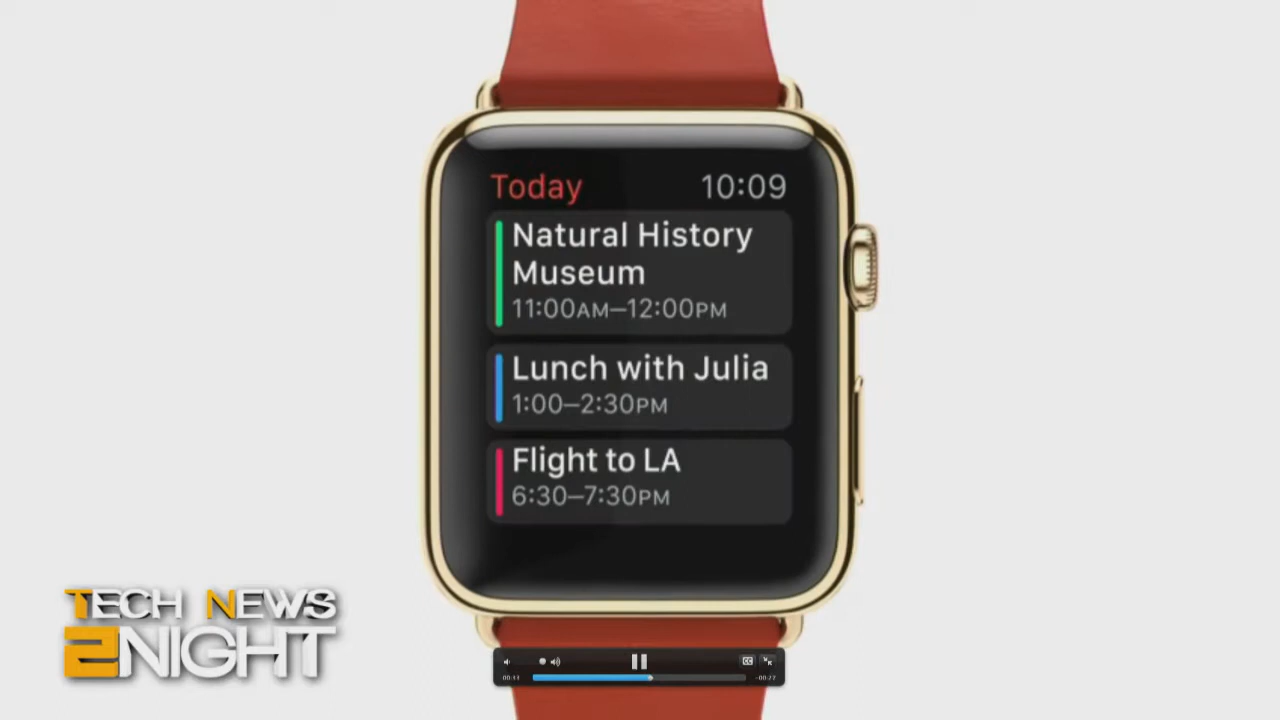 Today 10:09
Natural History
Museum
11:00AM–12:00PM
Lunch with Julia
1:00–2:30PM
Flight to LA
6:30–7:30PM
TECH NEWS
2NIGHT
CC